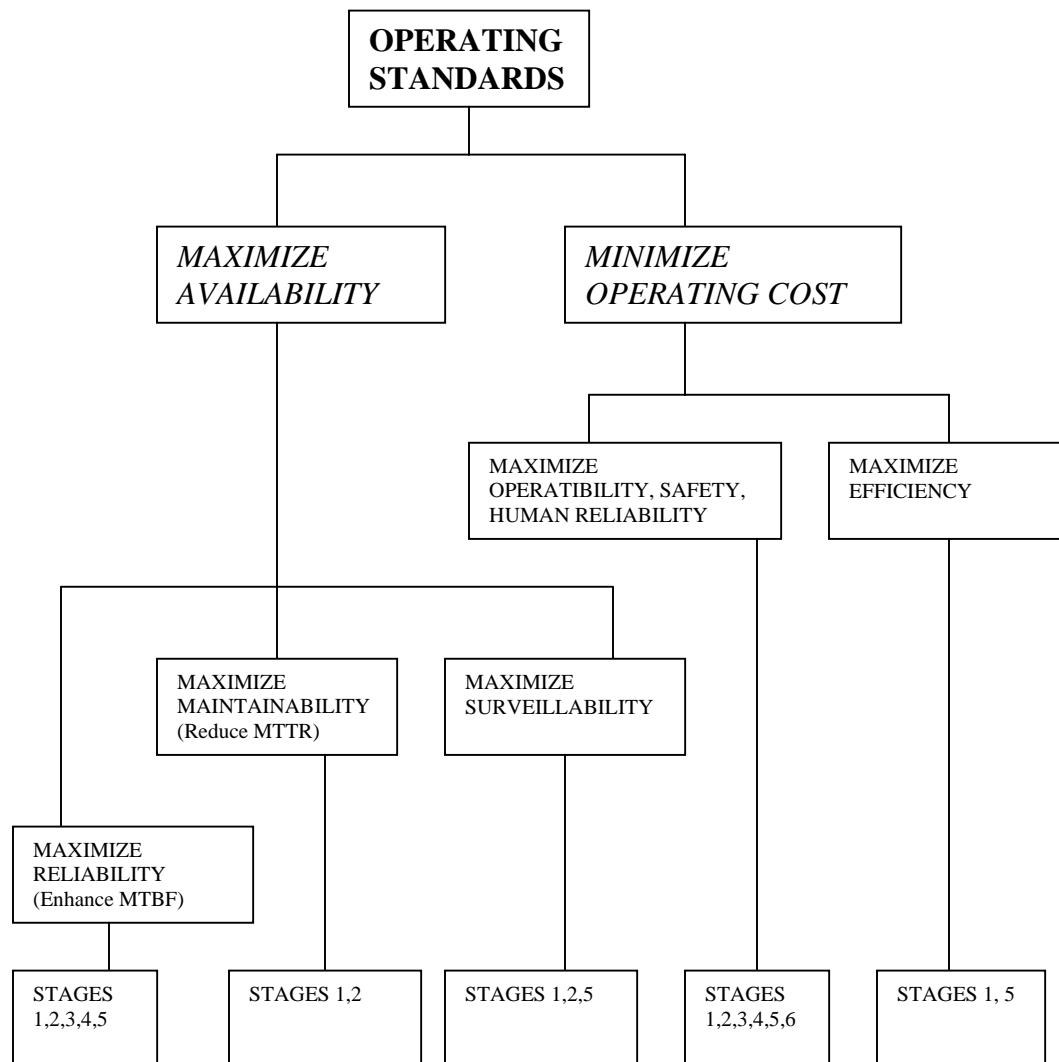 OPERATING
STANDARDS
MAXIMIZE
AVAILABILITY
MINIMIZE
OPERATING COST
MAXIMIZE
OPERATIBILITY, SAFETY,
HUMAN RELIABILITY
MAXIMIZE
EFFICIENCY
MAXIMIZE
MAINTAINABILITY
(Reduce MTTR)
MAXIMIZE
SURVEILLABILITY
MAXIMIZE
RELIABILITY
(Enhance MTBF)
STAGES
1,2,3,4,5
STAGES 1,2
STAGES 1,2,5
STAGES
1,2,3,4,5,6
STAGES 1, 5